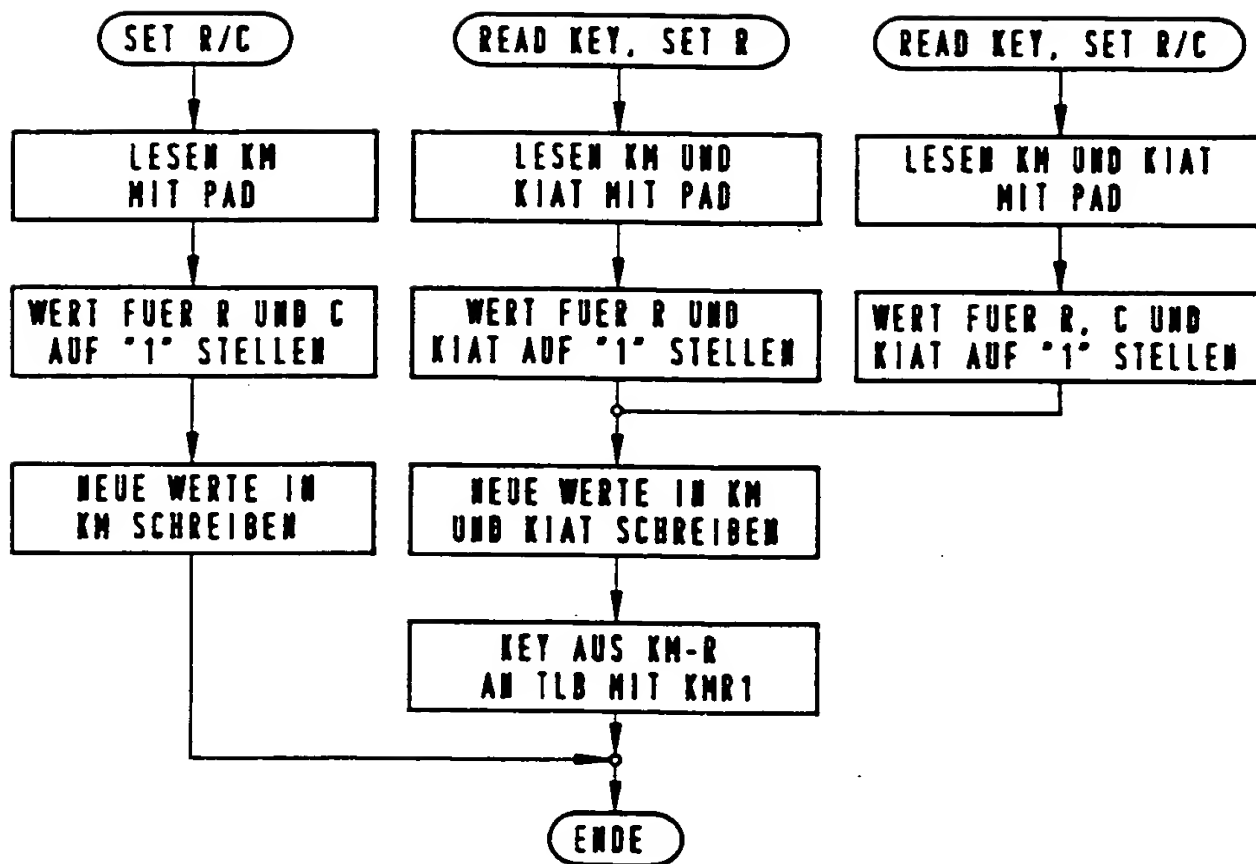 SET R/C
READ KEY, SET R
READ KEY, SET R/C
LESEN KM
MIT PAD
LESEN KM UND
KIAT MIT PAD
LESEN KM UND KIAT
MIT PAD
WERT FUER R UND C
AUF "1" STELLEN
WERT FUER R UND
KIAT AUF "1" STELLEN
WERT FUER R, C UND
KIAT AUF "1" STELLEN
NEUE WERTE IN
KM SCHREIBEN
NEUE WERTE IN KM
UND KIAT SCHREIBEN
KEY AUS KM-R
AN TLB MIT KMR1
ENDE